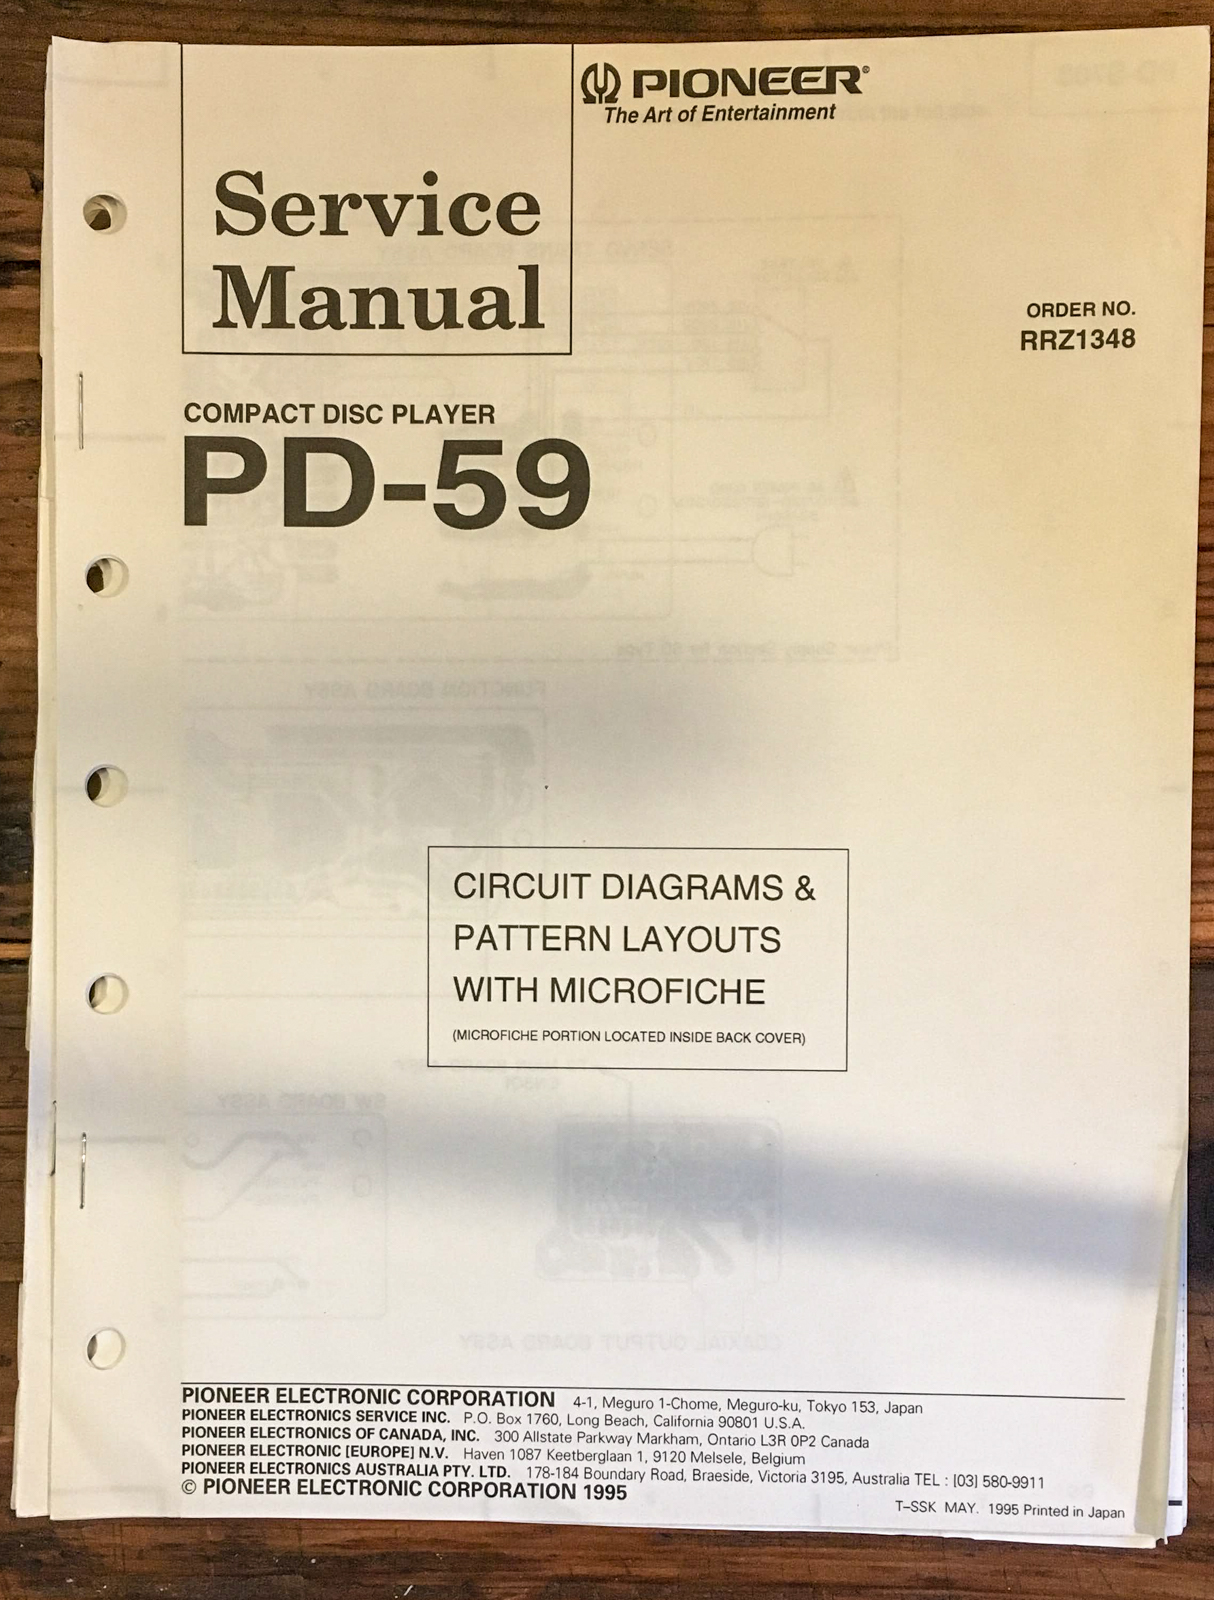 PIONEER®
The Art of Entertainment
Service
Manual
ORDER NO.
RRZ1348
COMPACT DISC PLAYER
PD-59
CIRCUIT DIAGRAMS &
PATTERN LAYOUTS
WITH MICROFICHE
(MICROFICHE PORTION LOCATED INSIDE BACK COVER)
PIONEER ELECTRONIC CORPORATION 4-1, Meguro 1-Chome, Meguro-ku, Tokyo 153, Japan
PIONEER ELECTRONICS SERVICE INC. P.O. Box 1760, Long Beach, California 90801 U.S.A.
PIONEER ELECTRONICS OF CANADA, INC. 300 Allstate Parkway Markham, Ontario L3R 0P2 Canada
PIONEER ELECTRONIC [EUROPE] N.V. Haven 1087 Keetberglaan 1, 9120 Melsele, Belgium
PIONEER ELECTRONICS AUSTRALIA PTY. LTD. 178-184 Boundary Road, Braeside, Victoria 3195, Australia TEL : [03] 580-9911
© PIONEER ELECTRONIC CORPORATION 1995
T–SSK MAY. 1995 Printed in Japan